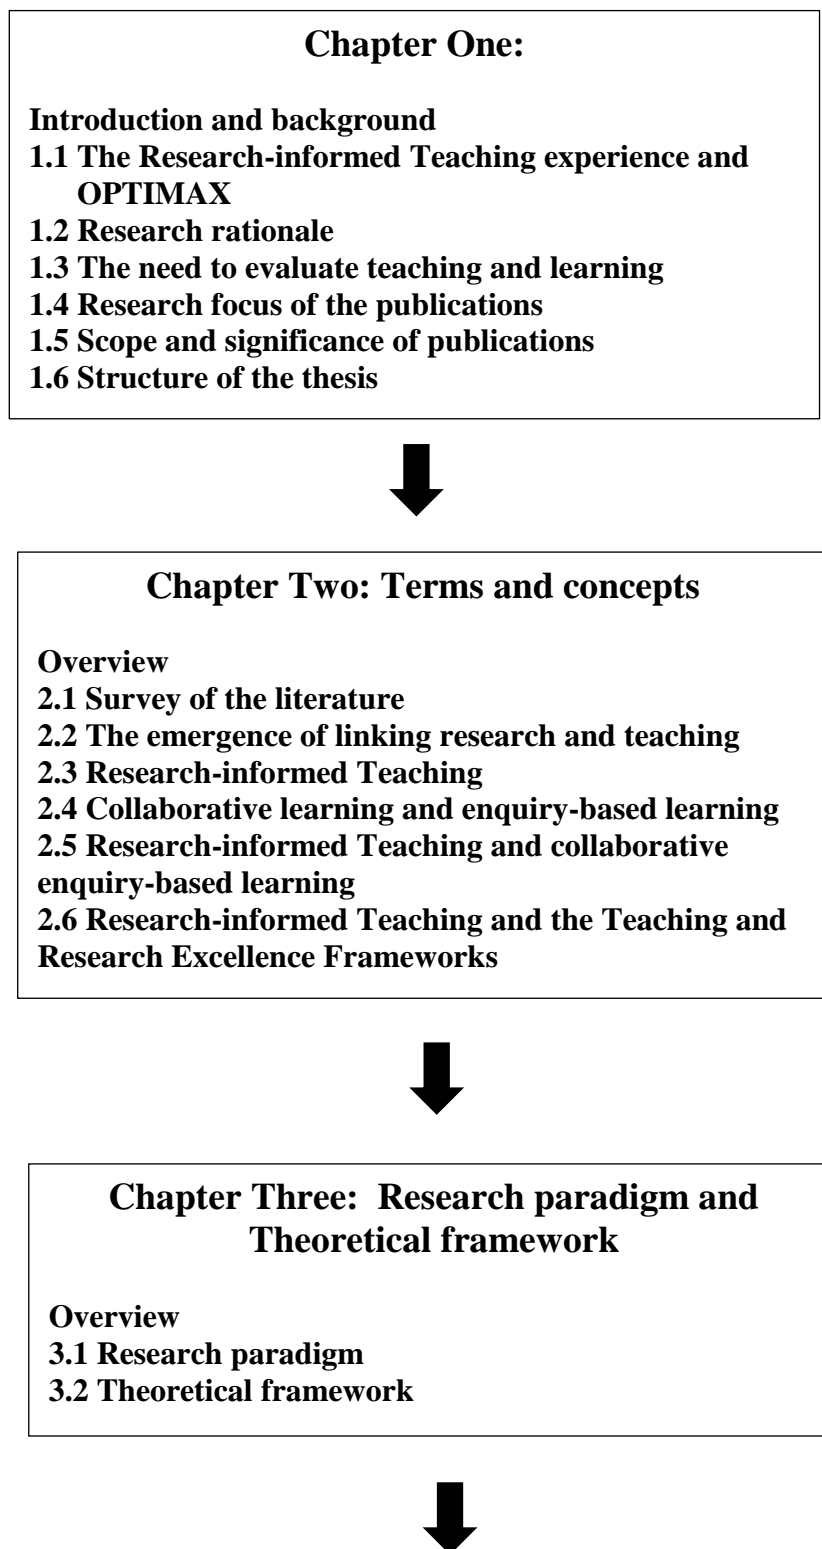 Chapter One:
Introduction and background
1.1 The Research-informed Teaching experience and
OPTIMAX
1.2 Research rationale
1.3 The need to evaluate teaching and learning
1.4 Research focus of the publications
1.5 Scope and significance of publications
1.6 Structure of the thesis
Chapter Two: Terms and concepts
Overview
2.1 Survey of the literature
2.2 The emergence of linking research and teaching
2.3 Research-informed Teaching
2.4 Collaborative learning and enquiry-based learning
2.5 Research-informed Teaching and collaborative
enquiry-based learning
2.6 Research-informed Teaching and the Teaching and
Research Excellence Frameworks
Chapter Three: Research paradigm and
Theoretical framework
Overview
3.1 Research paradigm
3.2 Theoretical framework